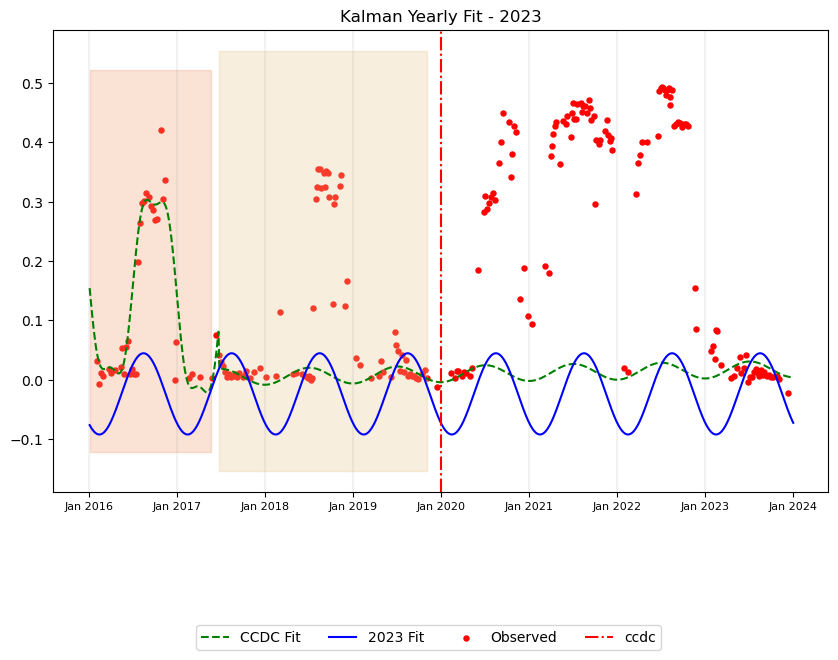 Kalman Yearly Fit - 2023
0.5
0.4
0.3
0.2
0.1
0.0
−0.1
Jan 2016 Jan 2017 Jan 2018 Jan 2019 Jan 2020 Jan 2021 Jan 2022 Jan 2023 Jan 2024
CCDC Fit 2023 Fit Observed ccdc